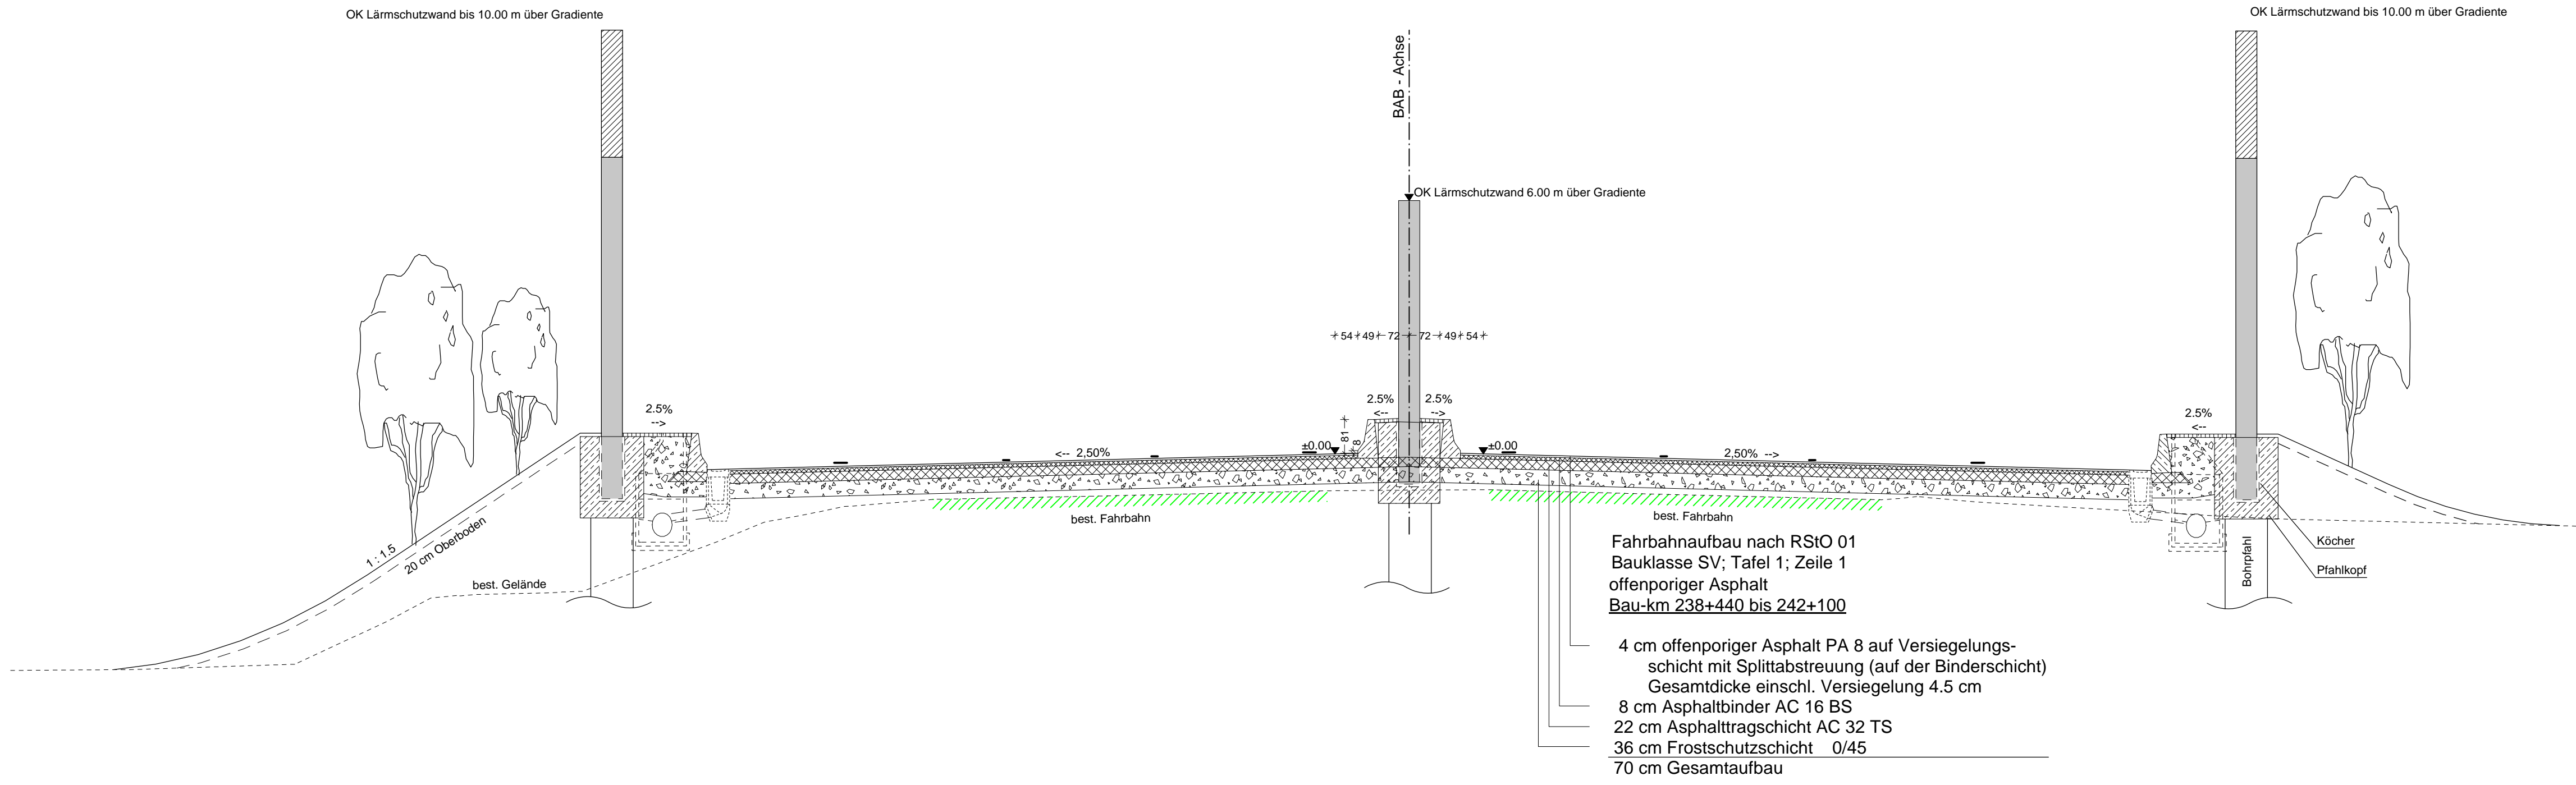 OK Lärmschutzwand bis 10.00 m über Gradiente
OK Lärmschutzwand bis 10.00 m über Gradiente
BAB - Achse
OK Lärmschutzwand 6.00 m über Gradiente
54 49 72 72 49 54
2.5%
-->
2.5%
<--
2.5%
-->
2.5%
<--
81
8
±0.00
±0.00
<-- 2,50%
2,50% -->
best. Fahrbahn
best. Fahrbahn
1 : 1.5
20 cm Oberboden
best. Gelände
Bohrpfahl
Köcher
Pfahlkopf
Fahrbahnaufbau nach RStO 01
Bauklasse SV; Tafel 1; Zeile 1
offenporiger Asphalt
Bau-km 238+440 bis 242+100
4 cm offenporiger Asphalt PA 8 auf Versiegelungs-
schicht mit Splittabstreuung (auf der Binderschicht)
Gesamtdicke einschl. Versiegelung 4.5 cm
8 cm Asphaltbinder AC 16 BS
22 cm Asphalttragschicht AC 32 TS
36 cm Frostschutzschicht 0/45
70 cm Gesamtaufbau